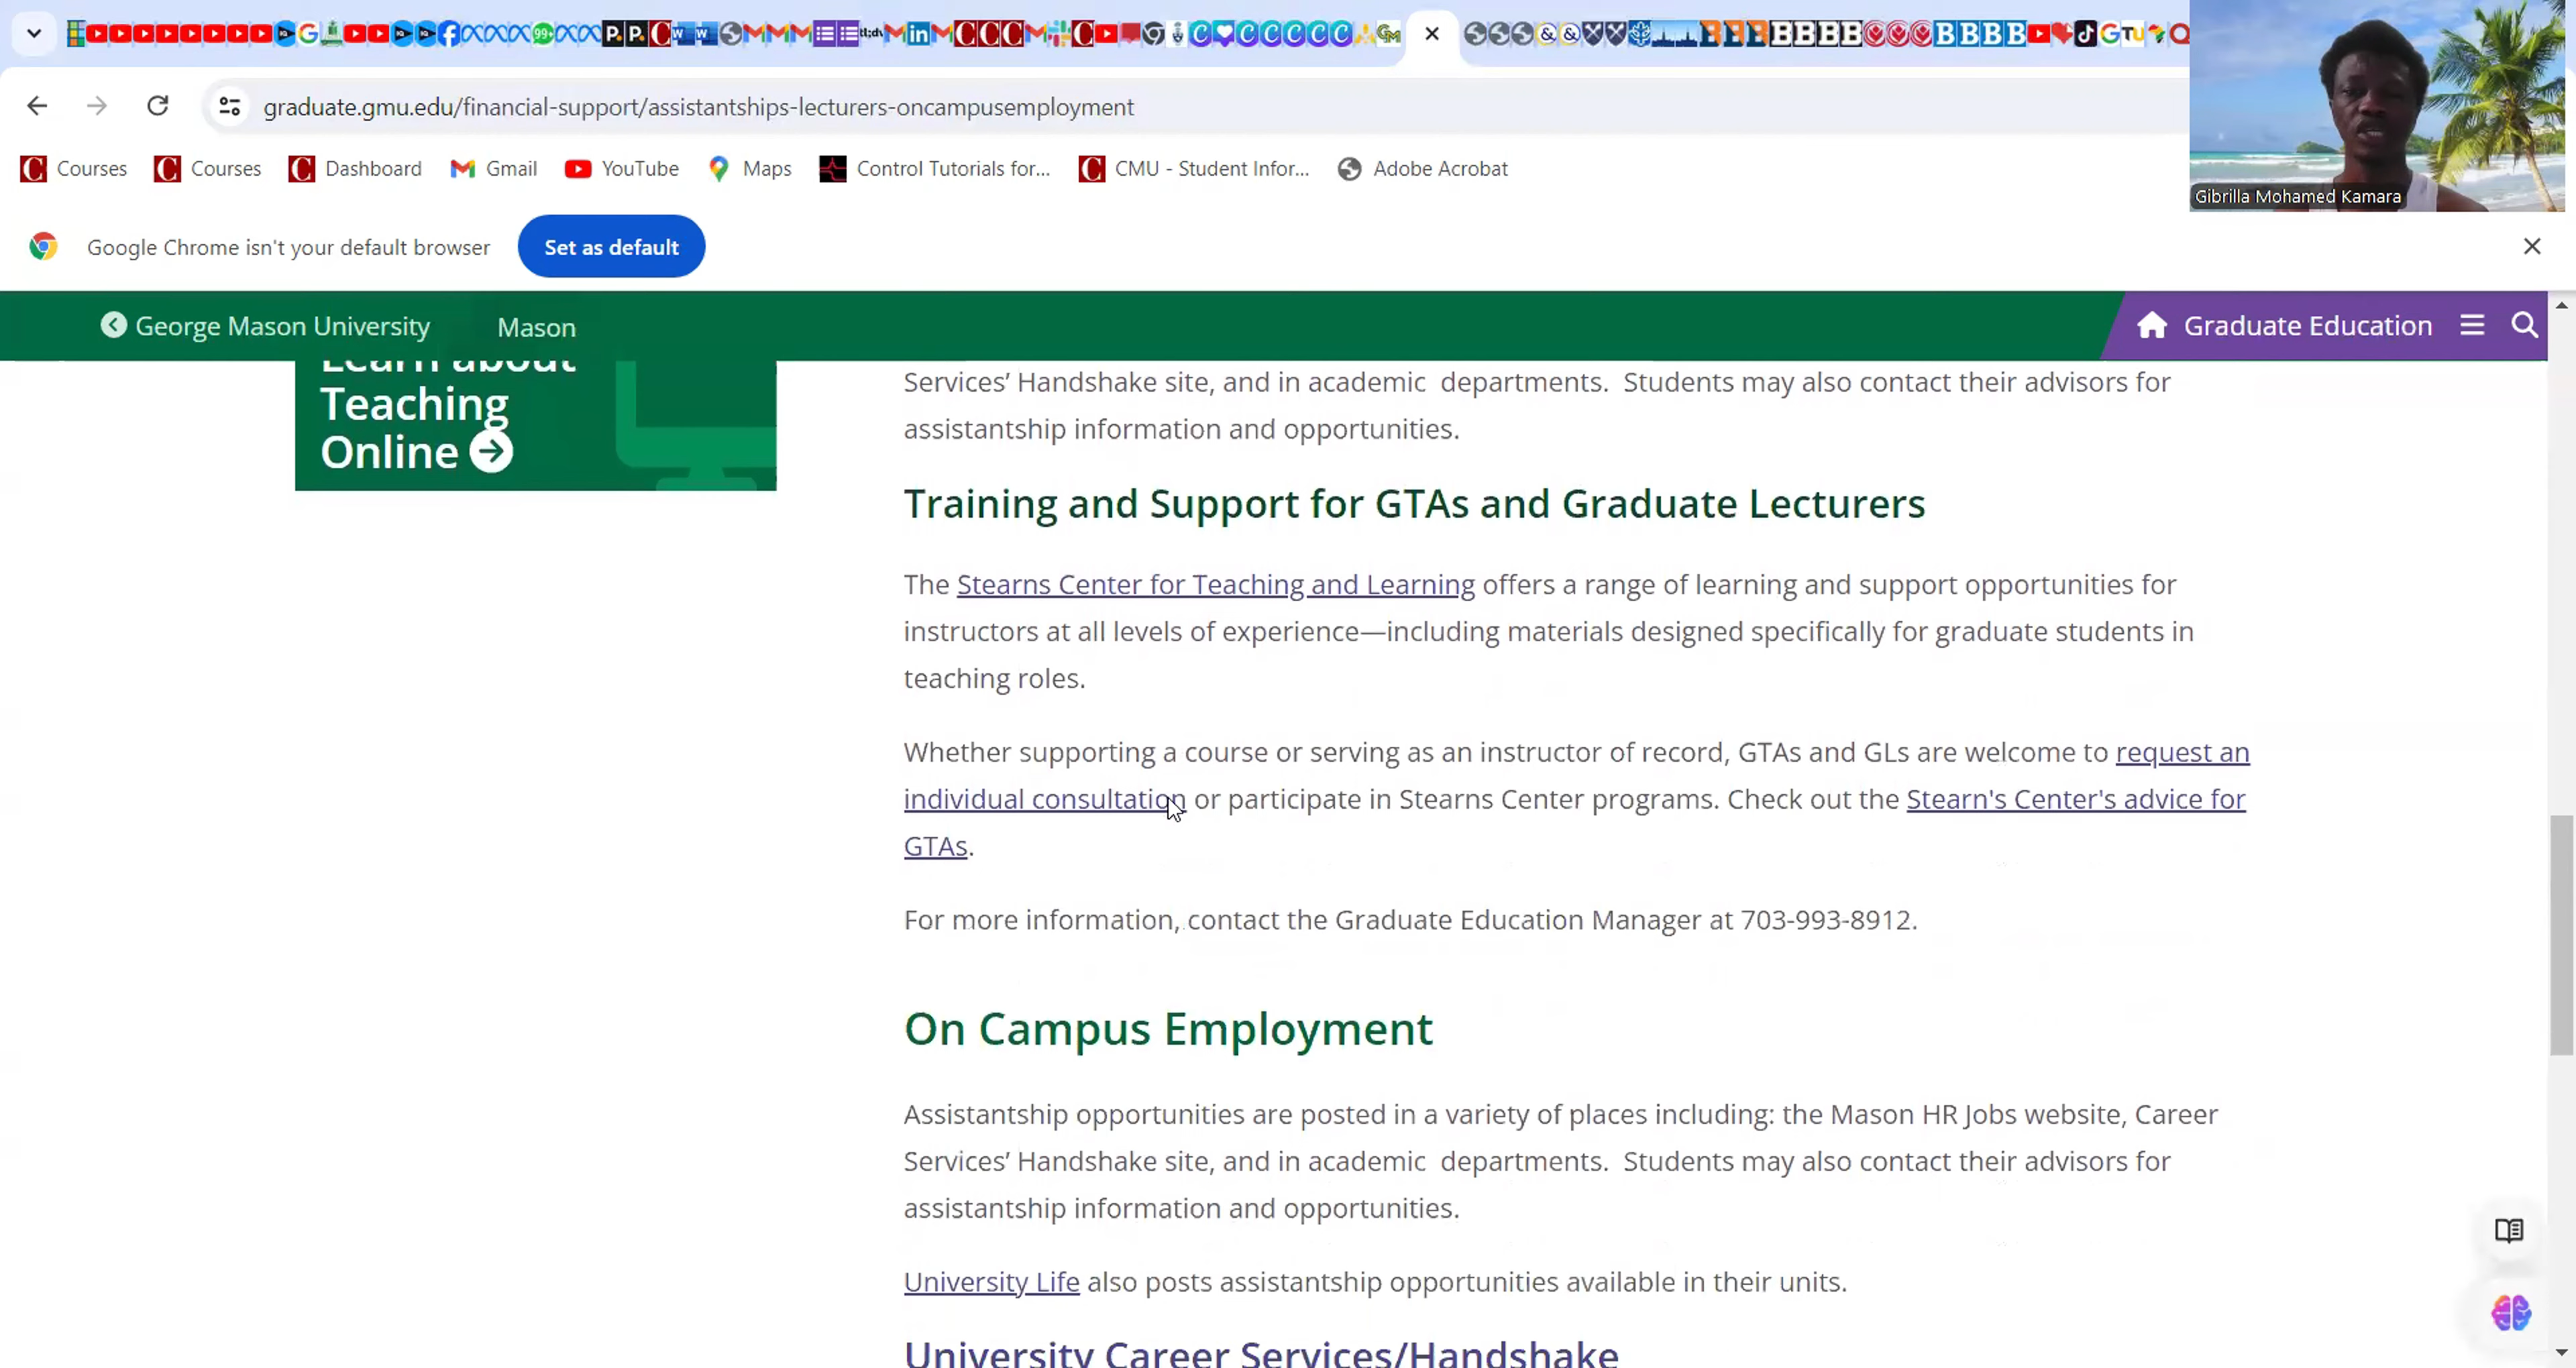 graduate.gmu.edu/financial-support/assistantships-lecturers-oncampusemployment
Courses Courses Dashboard Gmail YouTube Maps Control Tutorials for... CMU - Student Infor... Adobe Acrobat
Gibrilla Mohamed Kamara
Google Chrome isn't your default browser Set as default
George Mason University Mason Graduate Education
Learn about
Teaching
Online
Services’ Handshake site, and in academic departments. Students may also contact their advisors for
assistantship information and opportunities.
Training and Support for GTAs and Graduate Lecturers
The Stearns Center for Teaching and Learning offers a range of learning and support opportunities for
instructors at all levels of experience—including materials designed specifically for graduate students in
teaching roles.
Whether supporting a course or serving as an instructor of record, GTAs and GLs are welcome to request an
individual consultation or participate in Stearns Center programs. Check out the Stearn's Center's advice for
GTAs.
For more information, contact the Graduate Education Manager at 703-993-8912.
On Campus Employment
Assistantship opportunities are posted in a variety of places including: the Mason HR Jobs website, Career
Services’ Handshake site, and in academic departments. Students may also contact their advisors for
assistantship information and opportunities.
University Life also posts assistantship opportunities available in their units.
University Career Services/Handshake